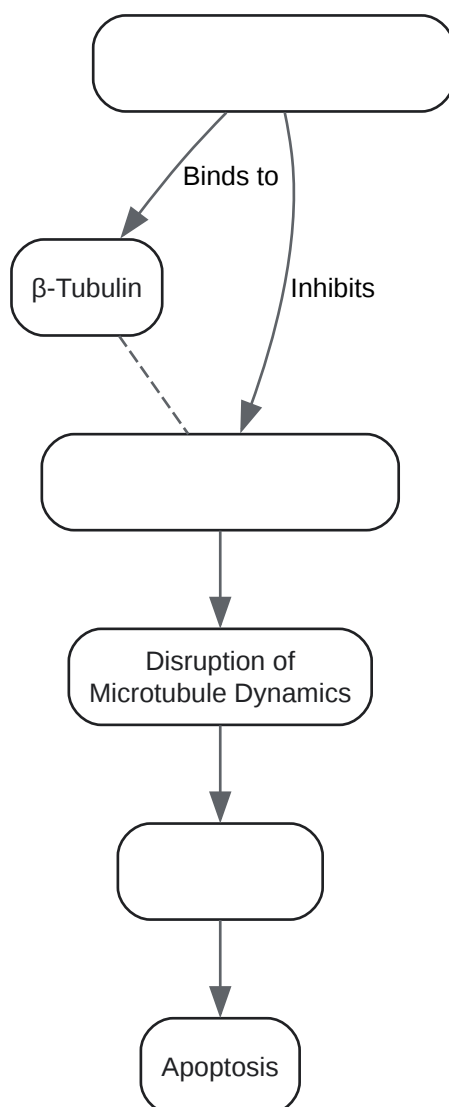 Binds to
β-Tubulin
Inhibits
Disruption of
Microtubule Dynamics
Apoptosis